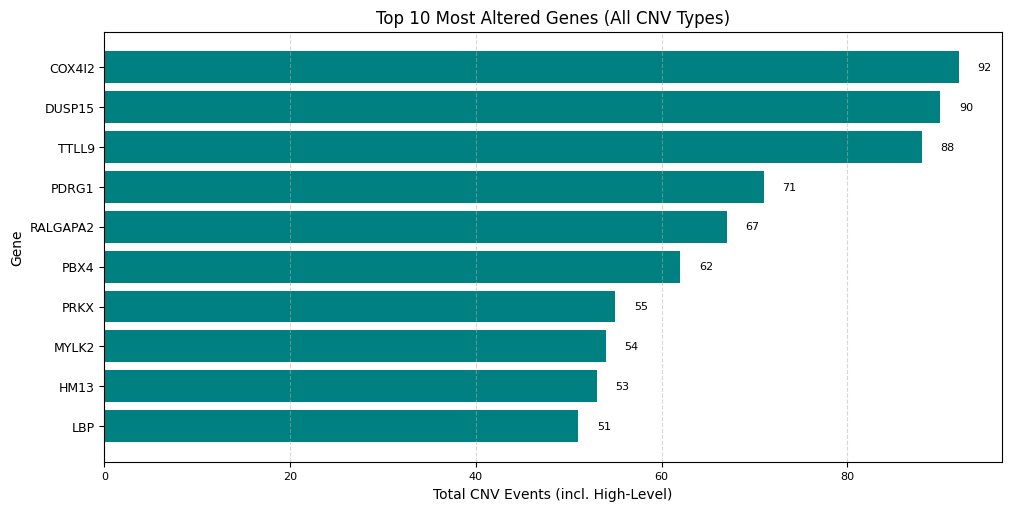 Top 10 Most Altered Genes (All CNV Types)
Gene
COX4I2 92
DUSP15 90
TTLL9 88
PDRG1 71
RALGAPA2 67
PBX4 62
PRKX 55
MYLK2 54
HM13 53
LBP 51
0 20 40 60 80
Total CNV Events (incl. High-Level)